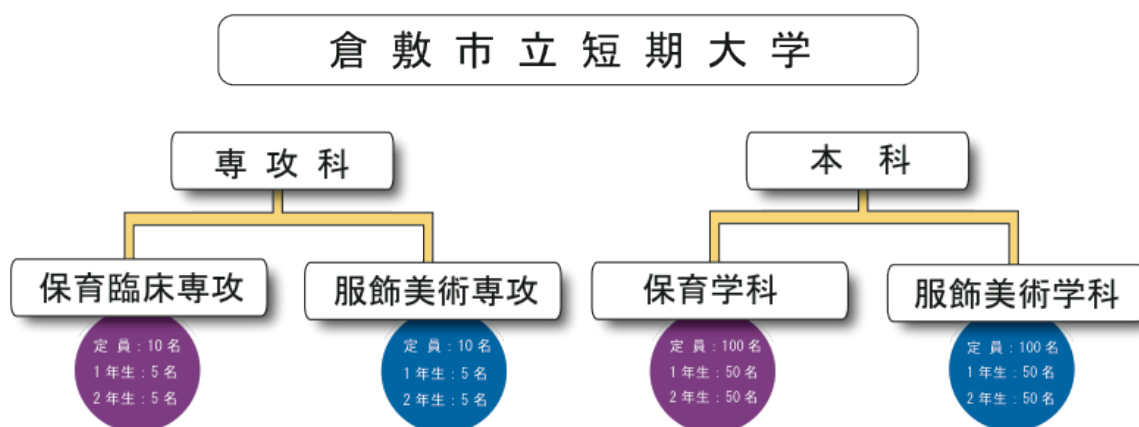 倉敷市立短期大学
専攻科
本科
保育臨床専攻
服飾美術専攻
保育学科
服飾美術学科
定員：10名
1年生：5名
2年生：5名
定員：10名
1年生：5名
2年生：5名
定員：100名
1年生：50名
2年生：50名
定員：100名
1年生：50名
2年生：50名